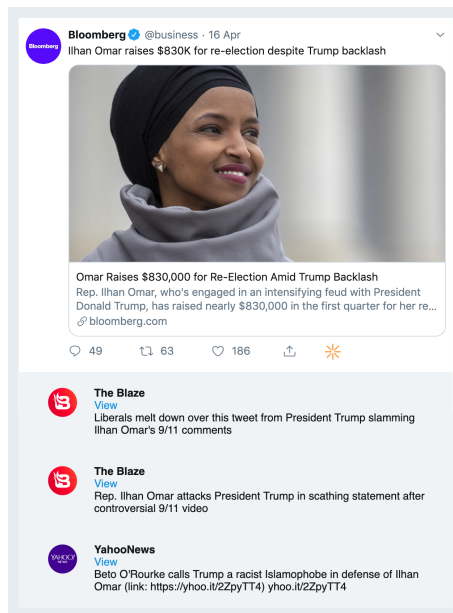 Bloomberg @business · 16 Apr
Bloomberg
Ilhan Omar raises $830K for re-election despite Trump backlash
Omar Raises $830,000 for Re-Election Amid Trump Backlash
Rep. Ilhan Omar, who's engaged in an intensifying feud with President
Donald Trump, has raised nearly $830,000 in the first quarter for her re...
bloomberg.com
49 63 186
The Blaze
View
Liberals melt down over this tweet from President Trump slamming
Ilhan Omar's 9/11 comments
The Blaze
View
Rep. Ilhan Omar attacks President Trump in scathing statement after
controversial 9/11 video
YahooNews
YAHOO!
NEWS
View
Beto O'Rourke calls Trump a racist Islamophobe in defense of Ilhan
Omar (link: https://yhoo.it/2ZpyTT4) yhoo.it/2ZpyTT4